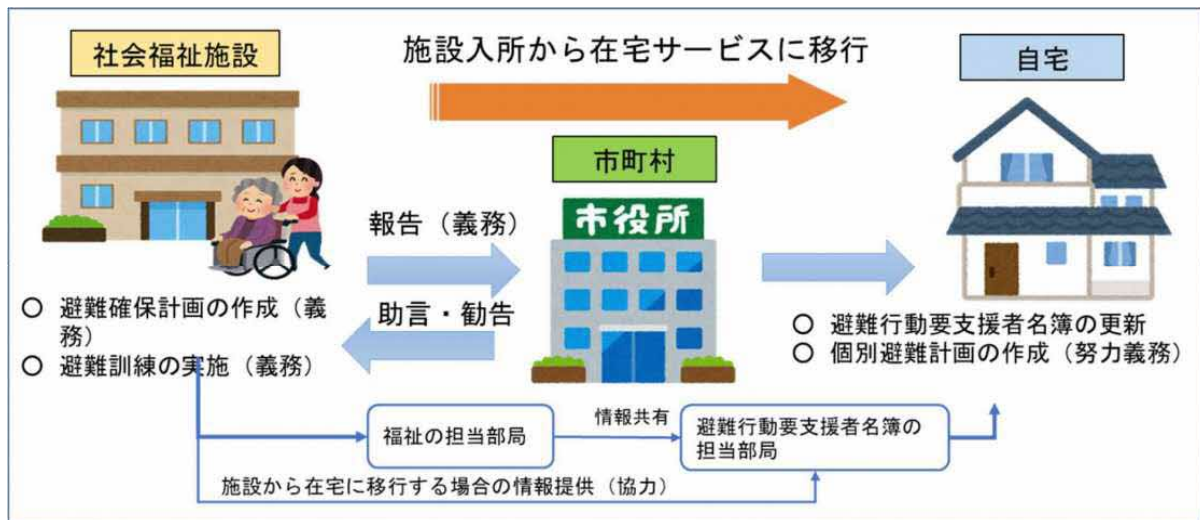 社会福祉施設
施設入所から在宅サービスに移行
自宅
市町村
市役所
報告（義務）
助言・勧告
〇 避難確保計画の作成（義
務）
〇 避難訓練の実施（義務）
〇 避難行動要支援者名簿の更新
〇 個別避難計画の作成（努力義務）
福祉の担当部局
情報共有
避難行動要支援者名簿の
担当部局
施設から在宅に移行する場合の情報提供（協力）